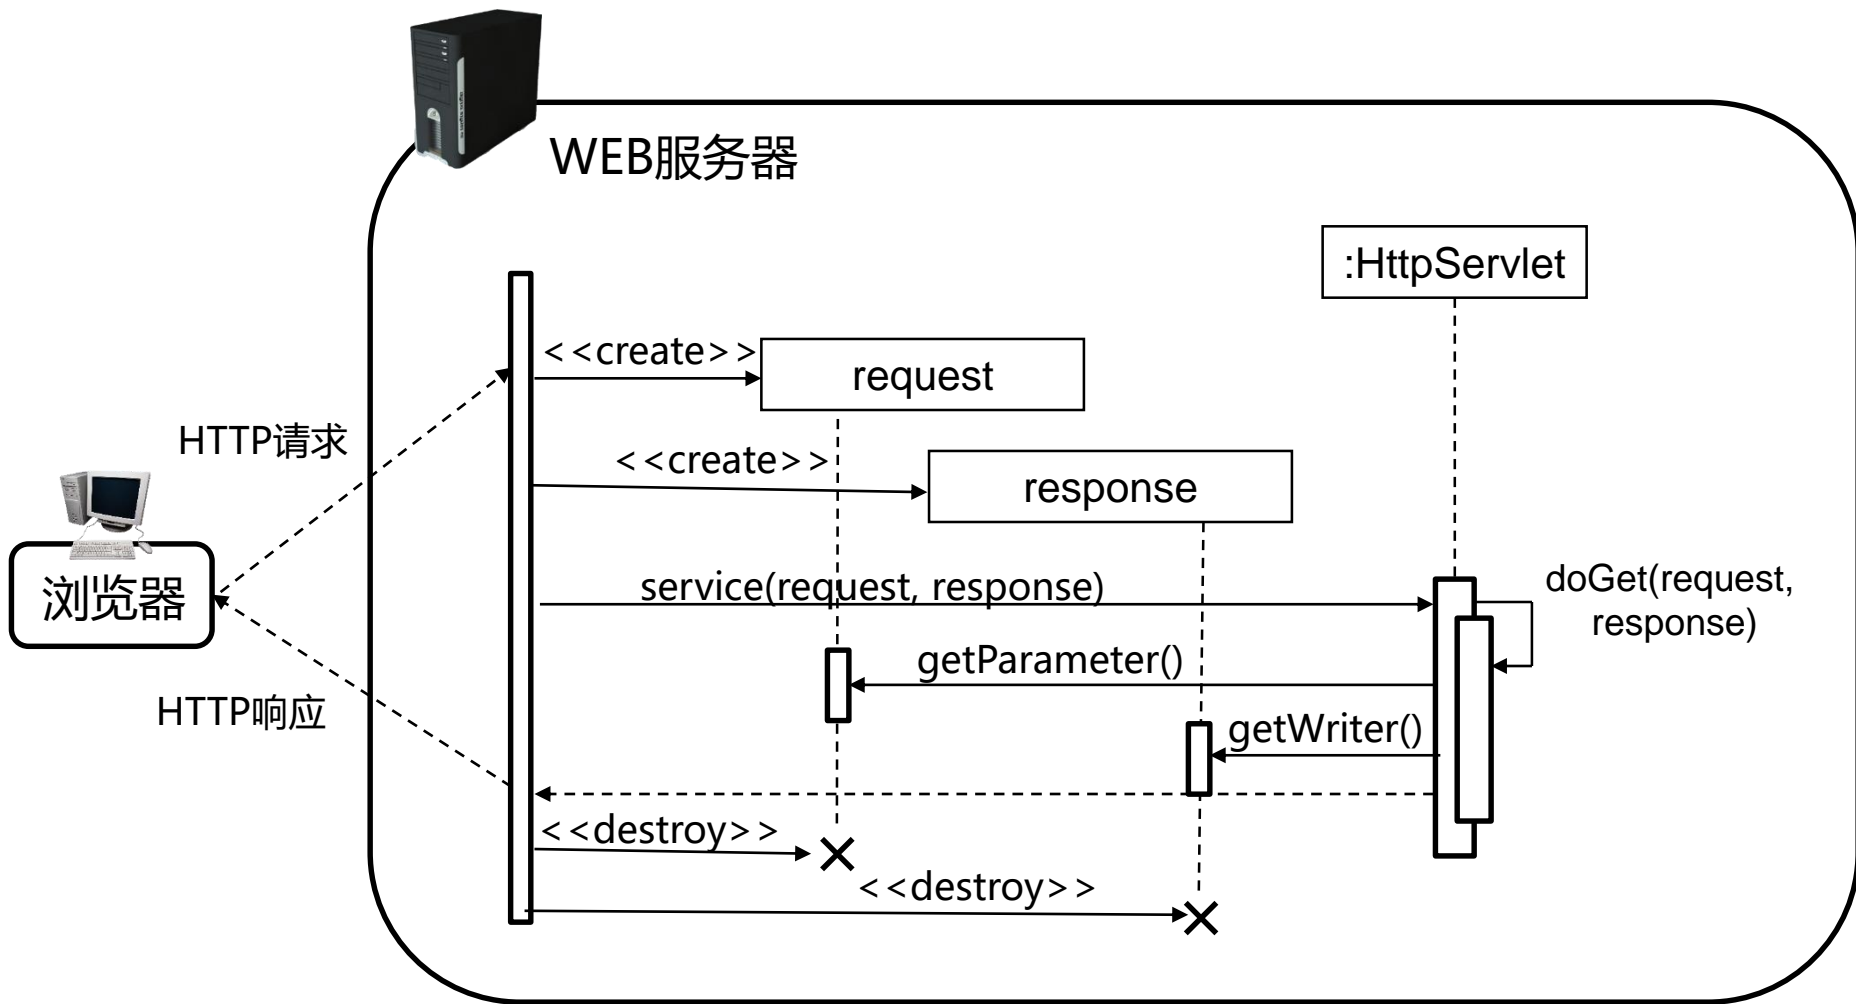 WEB服务器
:HttpServlet
<<create>>
request
HTTP请求
<<create>>
response
浏览器
service(request, response)
doGet(request,
response)
getParameter()
HTTP响应
getWriter()
<<destroy>>
<<destroy>>